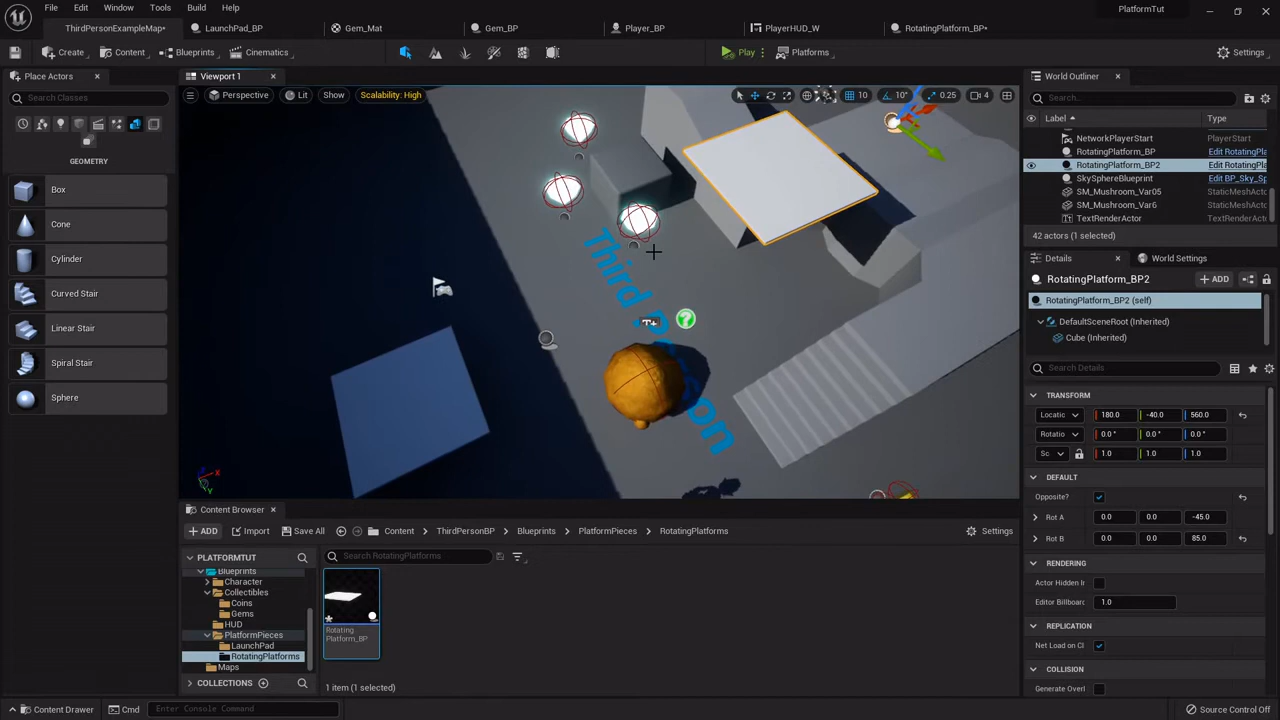 File Edit Window Tools Build Help PlatformTut
ThirdPersonExampleMap* LaunchPad_BP Gem_Mat Gem_BP Player_BP PlayerHUD_W RotatingPlatform_BP*
Create Content Blueprints Cinematics Play Platforms Settings
Place Actors Viewport 1 World Outliner
Search Classes Perspective Lit Show Scalability: High 10 10° 0.25 4 Search...
Label Type
NetworkPlayerStart PlayerStart
RotatingPlatform_BP Edit RotatingPla
GEOMETRY RotatingPlatform_BP2 Edit RotatingPla
SkySphereBlueprint Edit BP_Sky_Sp
Box SM_Mushroom_Var05 StaticMeshActor
SM_Mushroom_Var6 StaticMeshActor
TextRenderActor TextRenderActor
Cone 42 actors (1 selected)
Cylinder Details World Settings
RotatingPlatform_BP2 ADD
Curved Stair RotatingPlatform_BP2 (self)
Linear Stair DefaultSceneRoot (Inherited)
Cube (Inherited)
Spiral Stair Search Details
Sphere TRANSFORM
Third Person
Locatic 180.0 -40.0 560.0
Rotatio 0.0 ° 0.0 ° 0.0 °
Sc 1.0 1.0 1.0
DEFAULT
Opposite?
Content Browser Rot A 0.0 0.0 -45.0
ADD Import Save All Content ThirdPersonBP Blueprints PlatformPieces RotatingPlatforms Settings
Rot B 0.0 0.0 85.0
PLATFORMTUT Search RotatingPlatforms
RENDERING
Blueprints
Character Actor Hidden Ir
Collectibles
Coins Editor Billboard 1.0
Gems
HUD REPLICATION
PlatformPieces Rotating
Platform_BP
LaunchPad Net Load on Cl
RotatingPlatforms
Maps COLLISION
COLLECTIONS 1 item (1 selected) Generate Overl
Content Drawer Cmd Enter Console Command Source Control Off